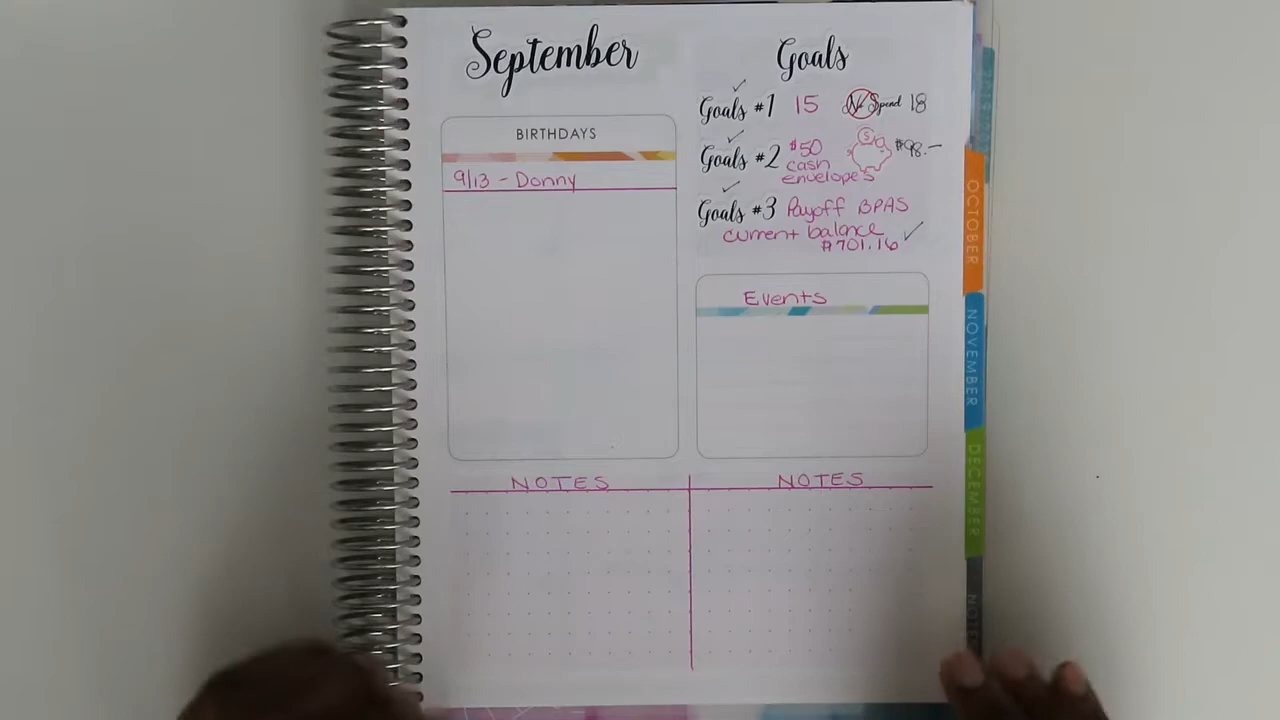 September
BIRTHDAYS
9/13 - Donny
Goals
Goals #1 15 No Spend 18
Goals #2 $50 cash envelopes $98.-
Goals #3 Payoff BPAS
current balance
$701.16
Events
NOTES
NOTES
OCTOBER
NOVEMBER
DECEMBER
NOTES